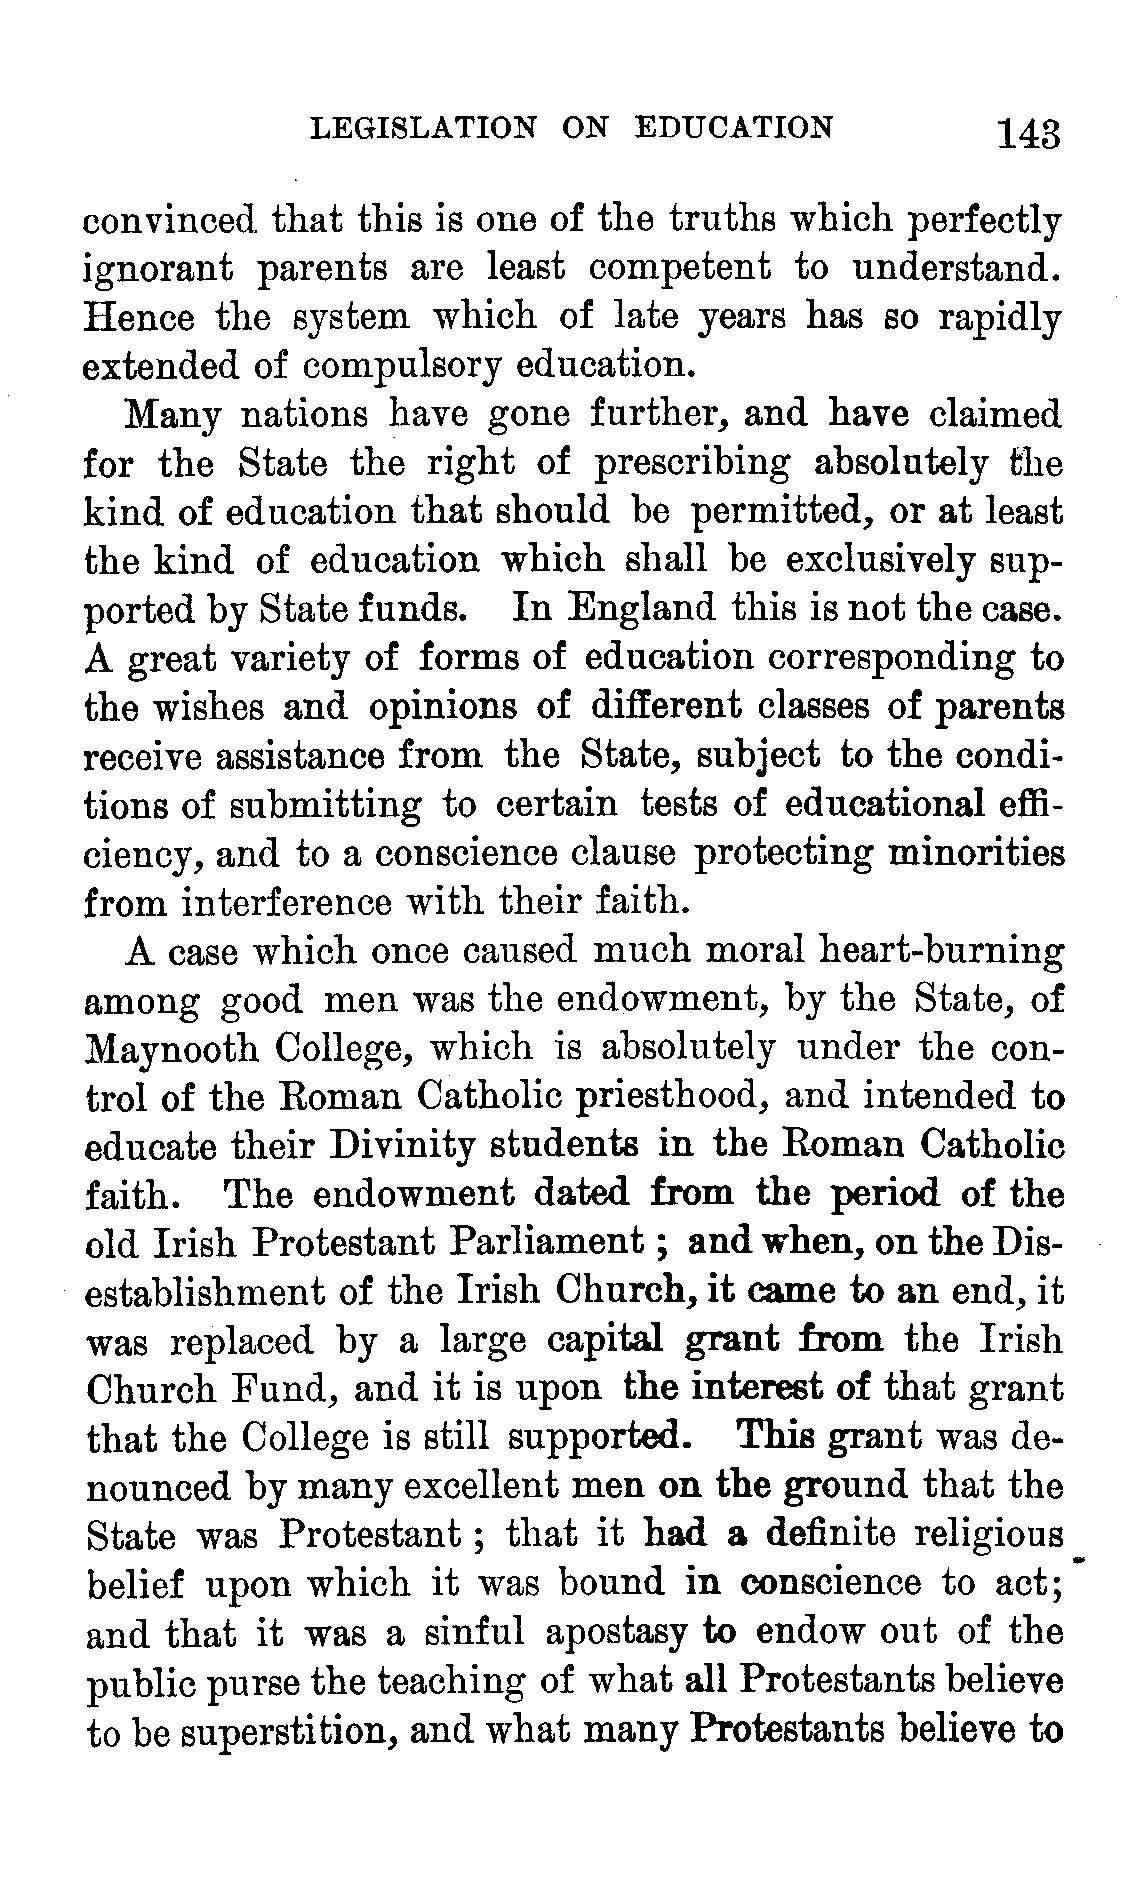 LEGISLATION ON EDUCATION 143
convinced that this is one of the truths which perfectly
ignorant parents are least competent to understand.
Hence the system which of late years has so rapidly
extended of compulsory education.
Many nations have gone further, and have claimed
for the State the right of prescribing absolutely the
kind of education that should be permitted, or at least
the kind of education which shall be exclusively sup-
ported by State funds. In England this is not the case.
A great variety of forms of education corresponding to
the wishes and opinions of different classes of parents
receive assistance from the State, subject to the condi-
tions of submitting to certain tests of educational effi-
ciency, and to a conscience clause protecting minorities
from interference with their faith.
A case which once caused much moral heart-burning
among good men was the endowment, by the State, of
Maynooth College, which is absolutely under the con-
trol of the Roman Catholic priesthood, and intended to
educate their Divinity students in the Roman Catholic
faith. The endowment dated from the period of the
old Irish Protestant Parliament ; and when, on the Dis-
establishment of the Irish Church, it came to an end, it
was replaced by a large capital grant from the Irish
Church Fund, and it is upon the interest of that grant
that the College is still supported. This grant was de-
nounced by many excellent men on the ground that the
State was Protestant ; that it had a definite religious
belief upon which it was bound in conscience to act;
and that it was a sinful apostasy to endow out of the
public purse the teaching of what all Protestants believe
to be superstition, and what many Protestants believe to